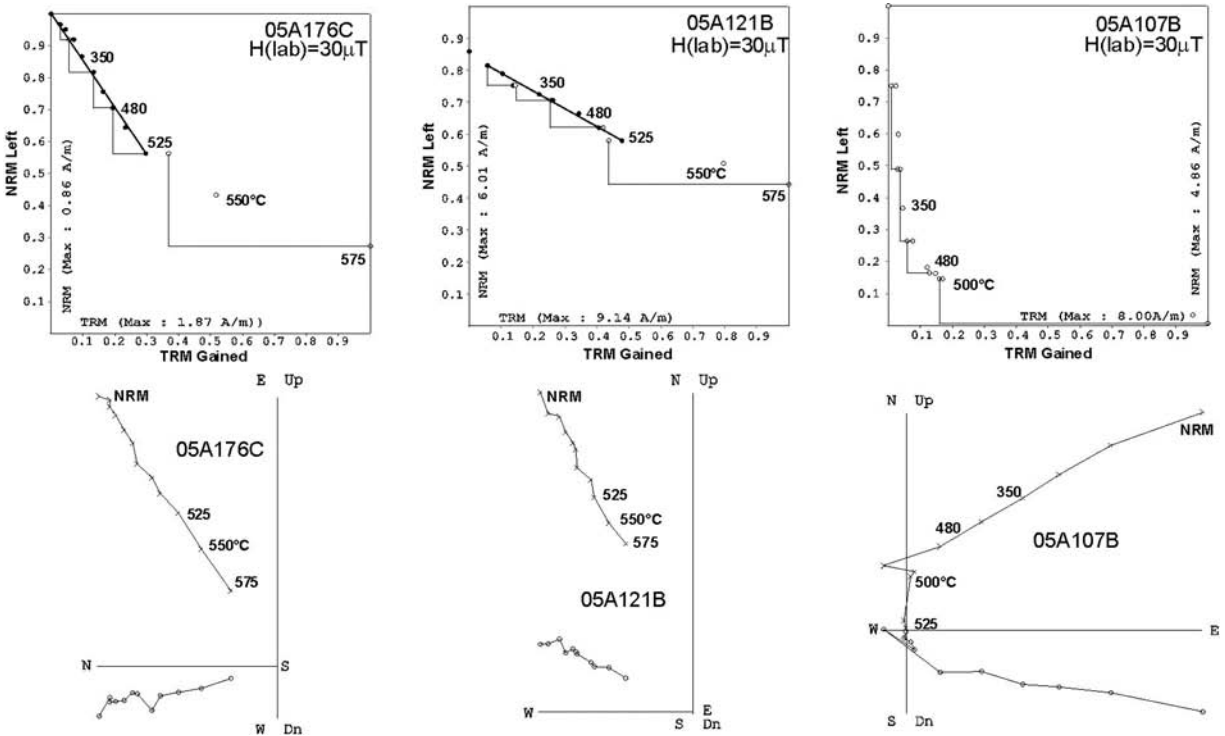 05A176C
H(lab)=30µT
0.9
0.8
0.7
0.6
0.5
0.4
0.3
0.2
0.1
350
480
525
550°C
575
NRM Left
NRM (Max : 0.86 A/m)
TRM (Max : 1.87 A/m))
0.1 0.2 0.3 0.4 0.5 0.6 0.7 0.8 0.9
TRM Gained
05A121B
H(lab)=30µT
0.9
0.8
0.7
0.6
0.5
0.4
0.3
0.2
0.1
350
480
525
550°C
575
NRM Left
NRM (Max : 6.01 A/m)
TRM (Max : 9.14 A/m)
0.1 0.2 0.3 0.4 0.5 0.6 0.7 0.8 0.9
TRM Gained
05A107B
H(lab)=30µT
0.9
0.8
0.7
0.6
0.5
0.4
0.3
0.2
0.1
350
480
500°C
NRM Left
NRM (Max : 4.86 A/m)
TRM (Max : 8.00A/m)
0.1 0.2 0.3 0.4 0.5 0.6 0.7 0.8 0.9
TRM Gained
E Up
NRM
05A176C
525
550°C
575
N S
W Dn
N Up
NRM
525
550°C
575
05A121B
W E
S Dn
N Up
NRM
350
480
05A107B
500°C
525
W E
S Dn